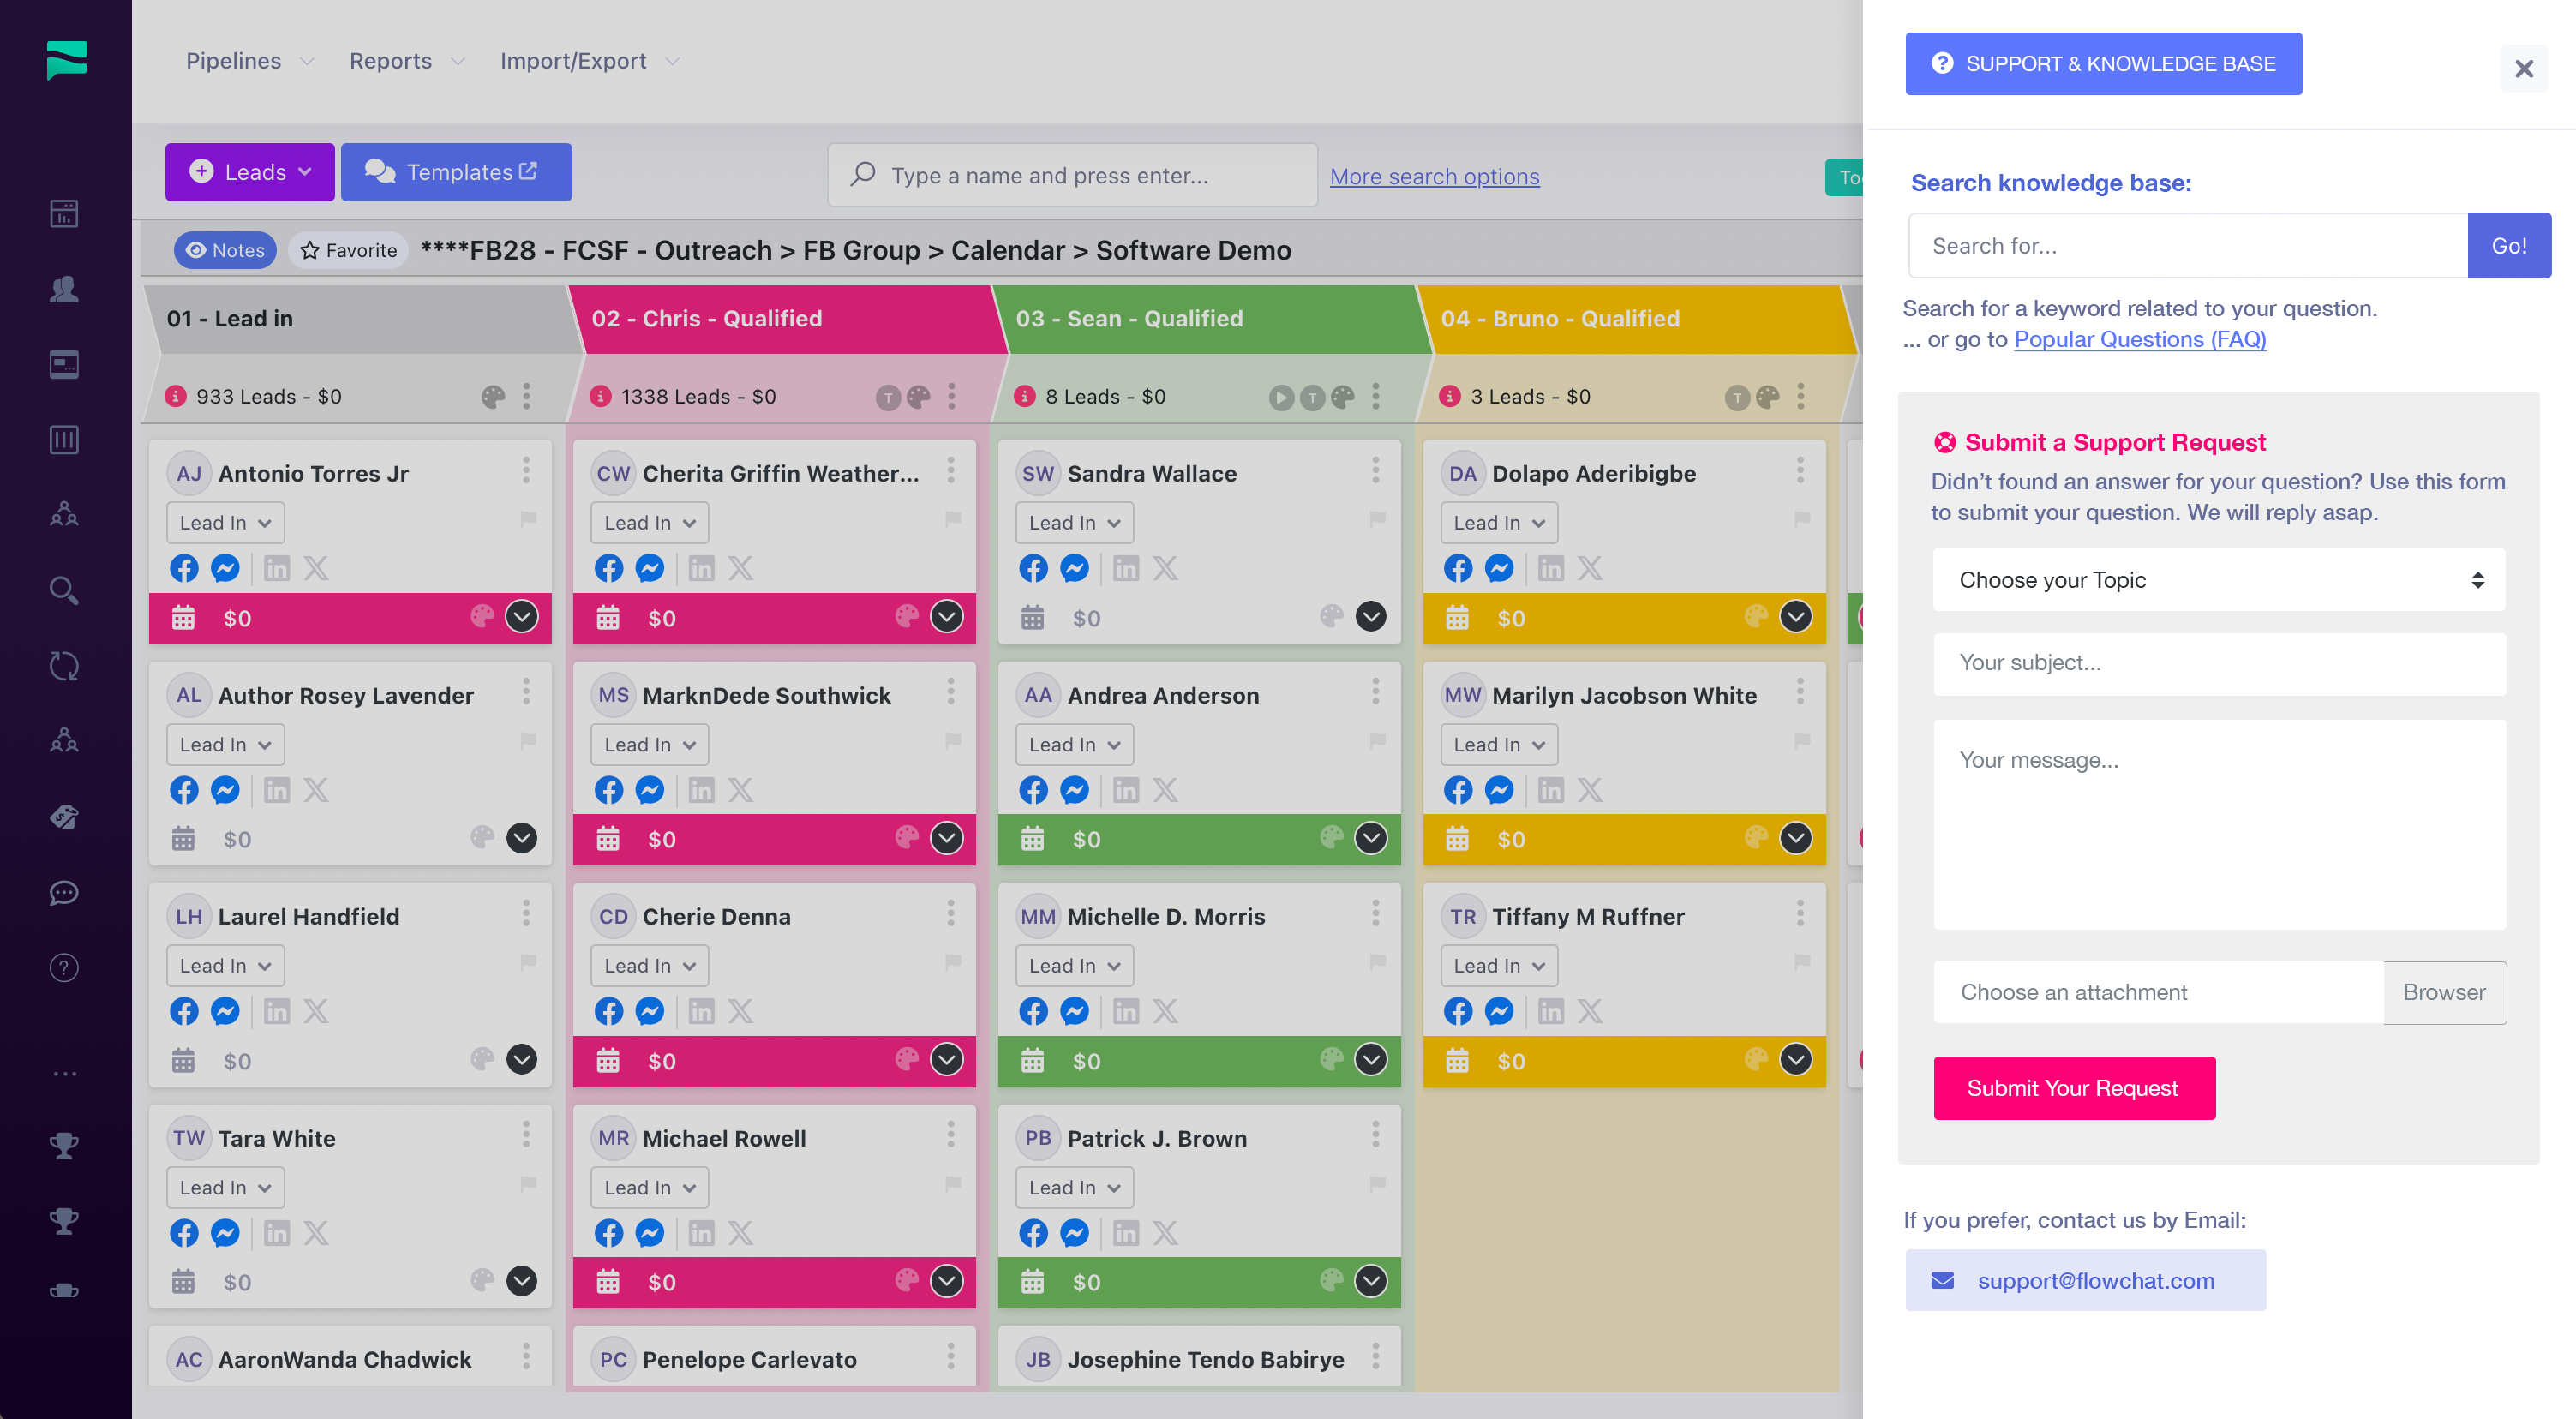 Pipelines
Reports
Import/Export
SUPPORT & KNOWLEDGE BASE
Leads
Templates
Type a name and press enter...
More search options
Notes
Favorite
****FB28 - FCSF - Outreach > FB Group > Calendar > Software Demo
01 - Lead in
02 - Chris - Qualified
03 - Sean - Qualified
04 - Bruno - Qualified
933 Leads - $0
1338 Leads - $0
T
8 Leads - $0
T
3 Leads - $0
T
AJ Antonio Torres Jr
Lead In
$0
AL Author Rosey Lavender
Lead In
$0
LH Laurel Handfield
Lead In
$0
TW Tara White
Lead In
$0
AC AaronWanda Chadwick
CW Cherita Griffin Weather...
Lead In
$0
MS MarknDede Southwick
Lead In
$0
CD Cherie Denna
Lead In
$0
MR Michael Rowell
Lead In
$0
PC Penelope Carlevato
SW Sandra Wallace
Lead In
$0
AA Andrea Anderson
Lead In
$0
MM Michelle D. Morris
Lead In
$0
PB Patrick J. Brown
Lead In
$0
JB Josephine Tendo Babirye
DA Dolapo Aderibigbe
Lead In
$0
MW Marilyn Jacobson White
Lead In
$0
TR Tiffany M Ruffner
Lead In
$0
Search knowledge base:
Search for...
Go!
Search for a keyword related to your question.
... or go to Popular Questions (FAQ)
Submit a Support Request
Didn't found an answer for your question? Use this form
to submit your question. We will reply asap.
Choose your Topic
Your subject...
Your message...
Choose an attachment
Browser
Submit Your Request
If you prefer, contact us by Email:
support@flowchat.com